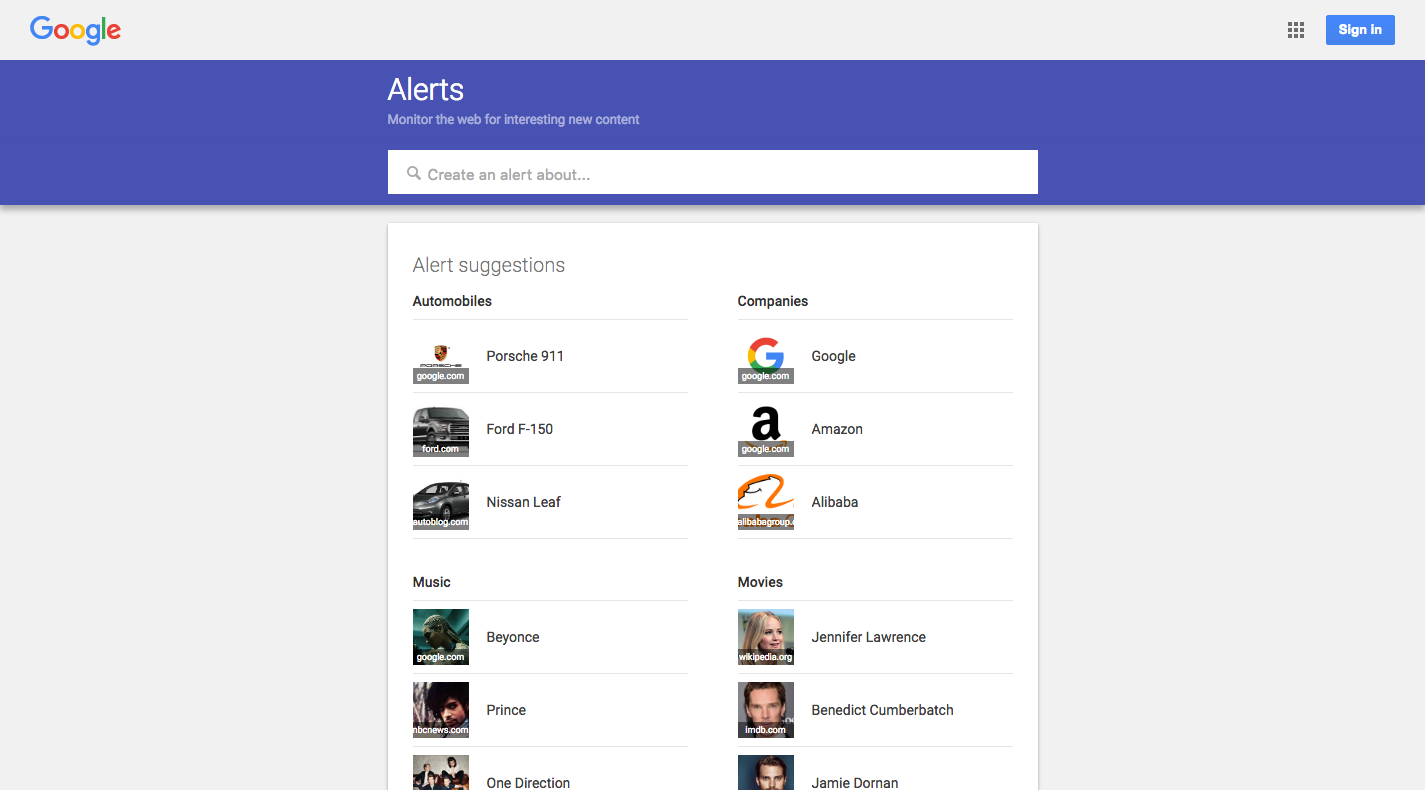 Google
Sign in
Alerts
Monitor the web for interesting new content
Create an alert about...
Alert suggestions
Automobiles
PORSCHE
google.com
Porsche 911
ford.com
Ford F-150
autoblog.com
Nissan Leaf
Companies
google.com
Google
google.com
Amazon
alibabagroup.c
Alibaba
Music
google.com
Beyonce
nbcnews.com
Prince
One Direction
Movies
wikipedia.org
Jennifer Lawrence
imdb.com
Benedict Cumberbatch
Jamie Dornan